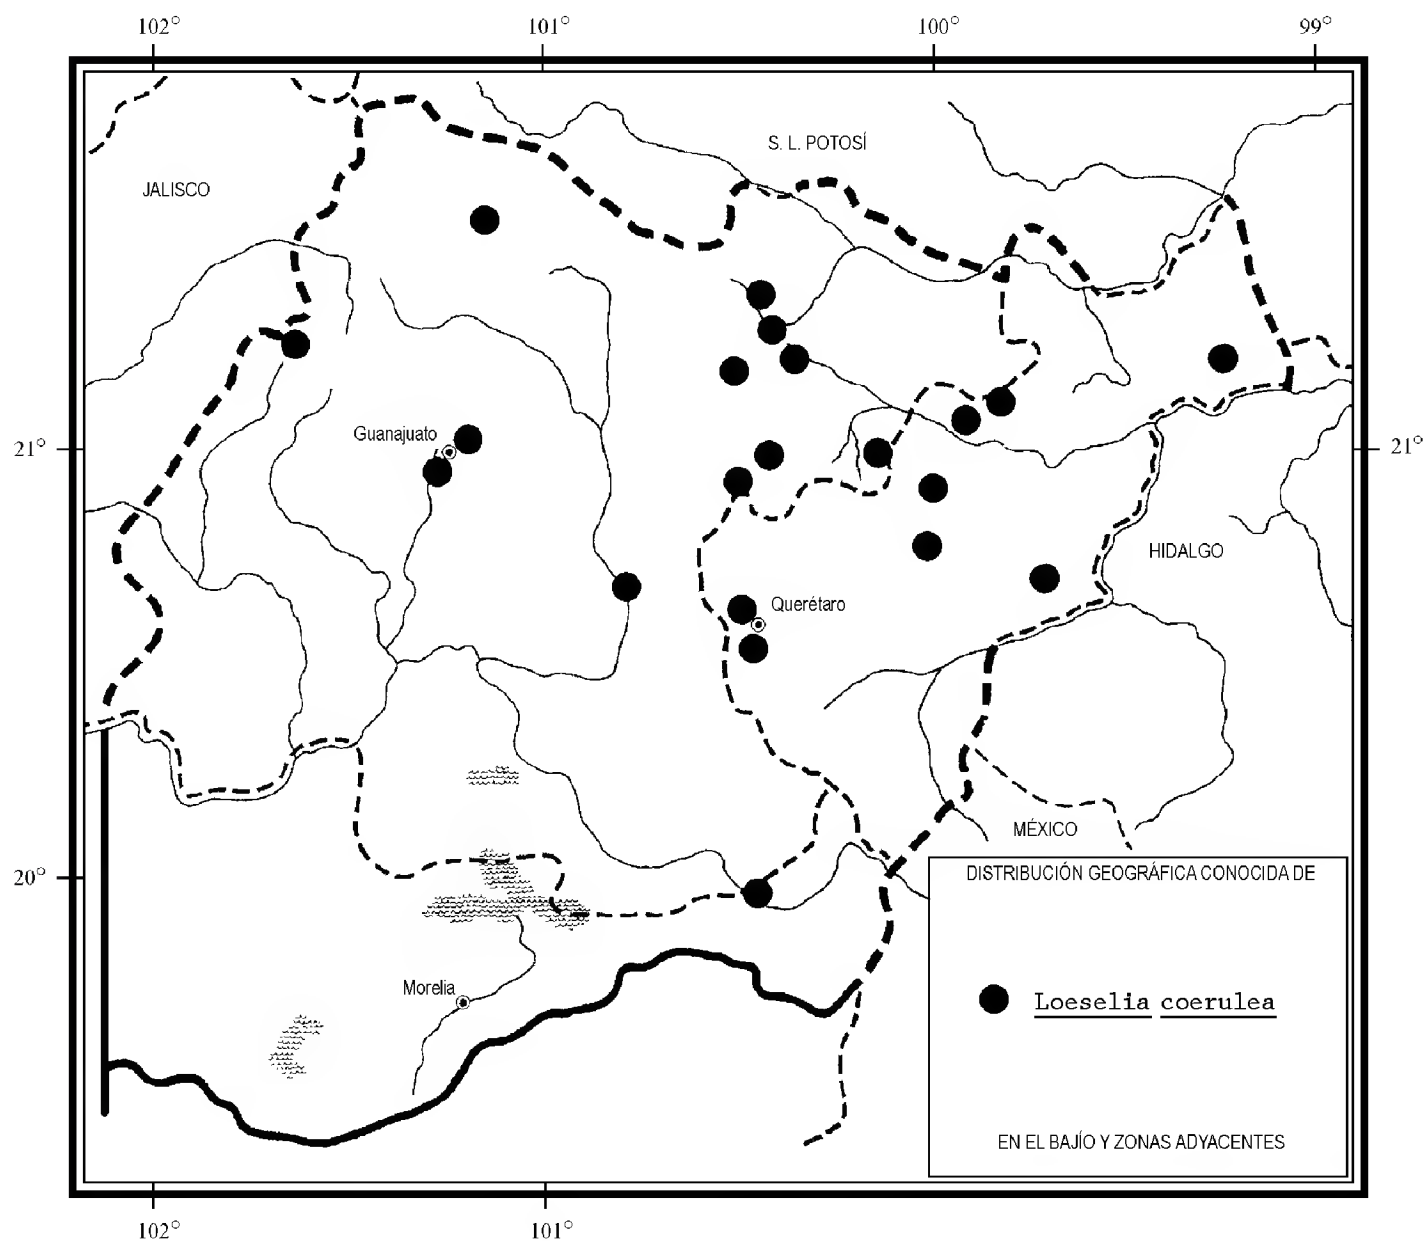 102° 101° 100° 99°
S. L. POTOSÍ
JALISCO
Guanajuato
21° 21°
HIDALGO
Querétaro
MÉXICO
20°
DISTRIBUCIÓN GEOGRÁFICA CONOCIDA DE
Morelia
Loeselia coerulea
EN EL BAJÍO Y ZONAS ADYACENTES
102° 101°